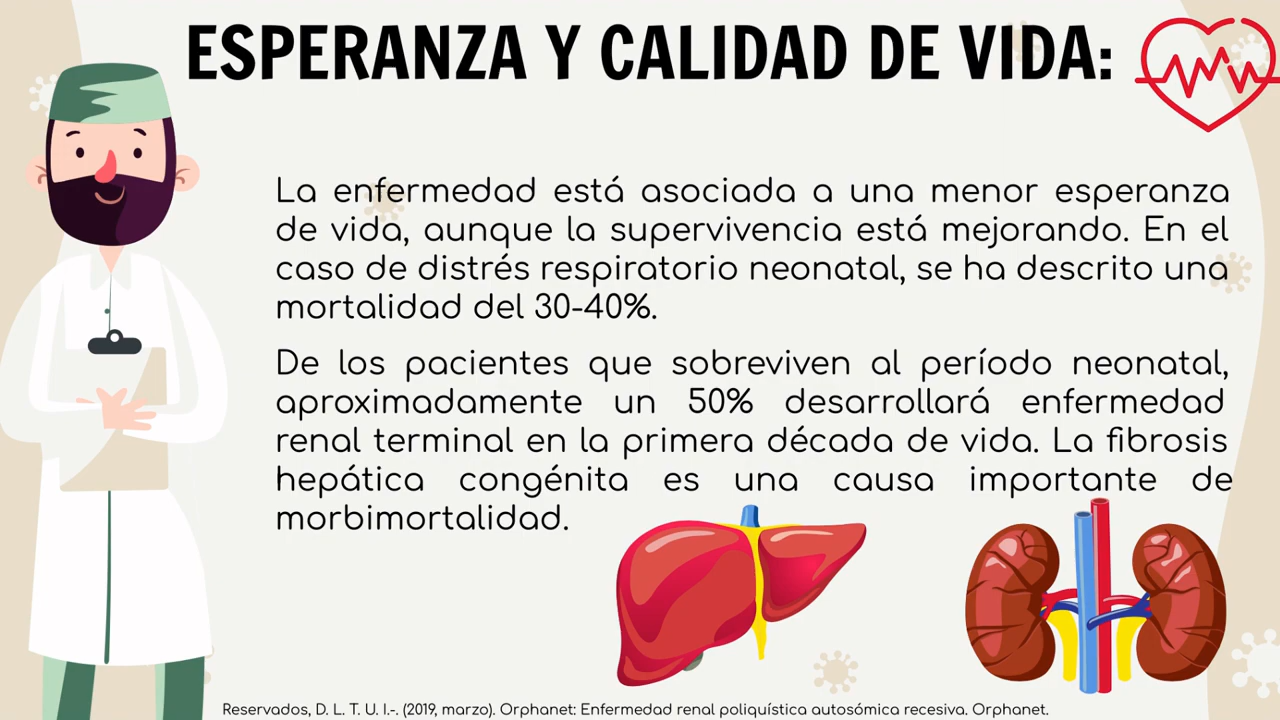 ESPERANZA Y CALIDAD DE VIDA:
La enfermedad está asociada a una menor esperanza
de vida, aunque la supervivencia está mejorando. En el
caso de distrés respiratorio neonatal, se ha descrito una
mortalidad del 30-40%.
De los pacientes que sobreviven al período neonatal,
aproximadamente un 50% desarrollará enfermedad
renal terminal en la primera década de vida. La fibrosis
hepática congénita es una causa importante de
morbimortalidad.
Reservados, D. L. T. U. I.-. (2019, marzo). Orphanet: Enfermedad renal poliquística autosómica recesiva. Orphanet.